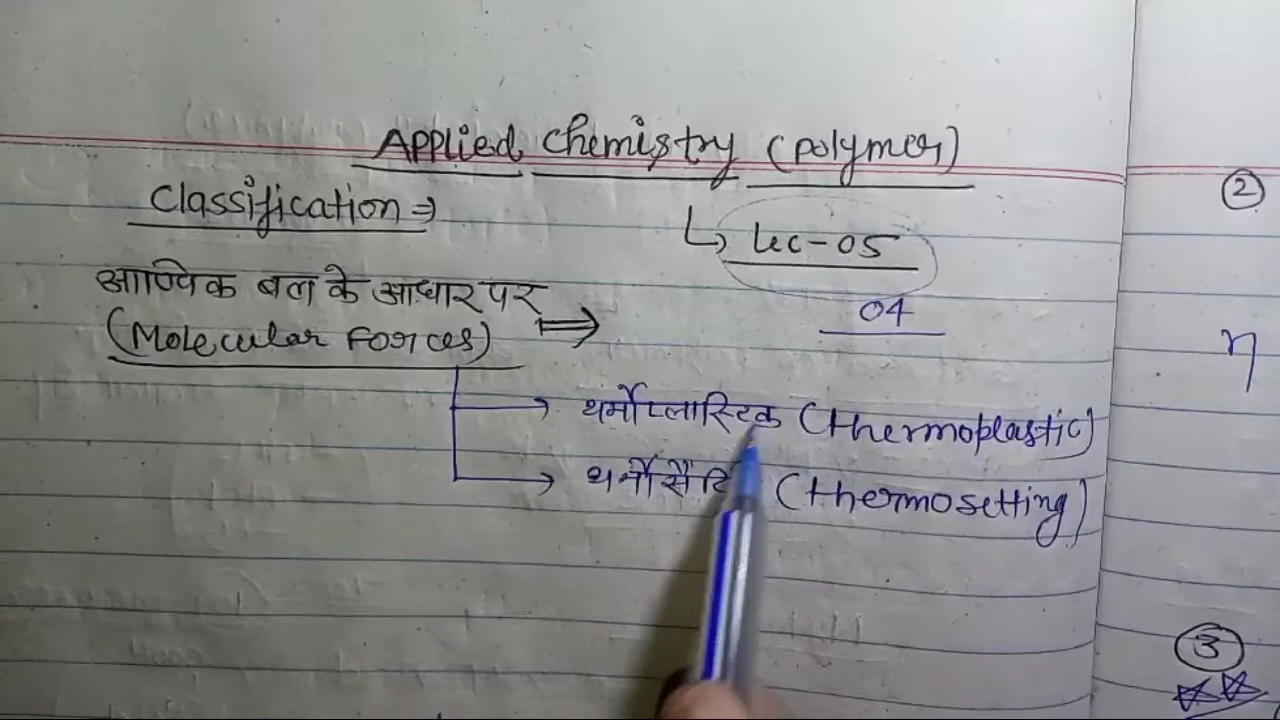 Applied Chemistry (Polymer)
Classification ⇒
↳ Lec-05
②
आण्विक बल के आधार पर
04
(Molecular Forces) ⟹
η
→ थर्मोप्लास्टिक (thermoplastic)
→ (thermosetting)
③